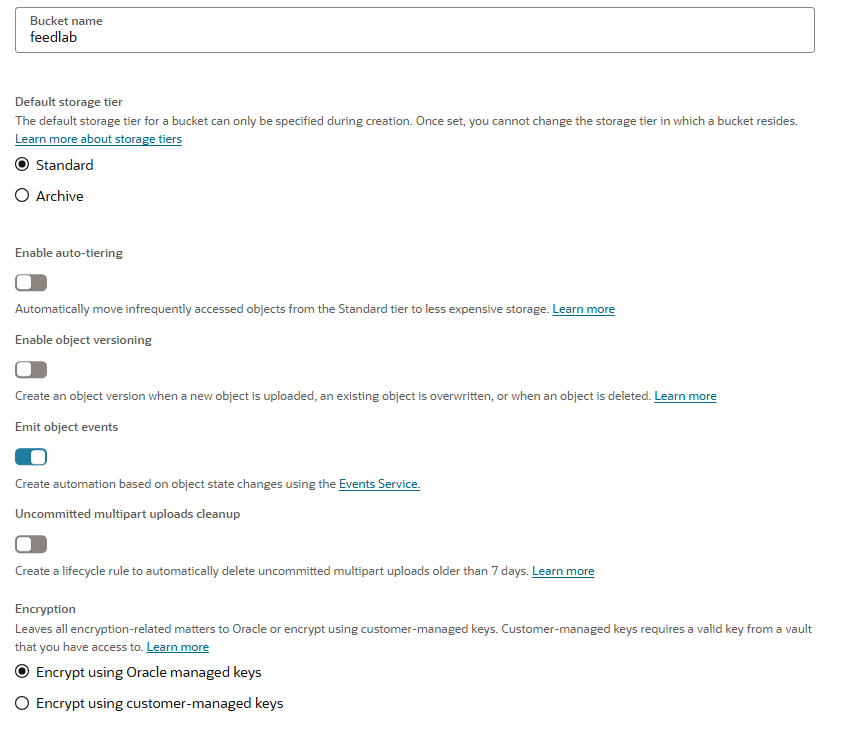 Bucket name
feedlab
Default storage tier
The default storage tier for a bucket can only be specified during creation. Once set, you cannot change the storage tier in which a bucket resides.
Learn more about storage tiers
Standard
Archive
Enable auto-tiering
Automatically move infrequently accessed objects from the Standard tier to less expensive storage. Learn more
Enable object versioning
Create an object version when a new object is uploaded, an existing object is overwritten, or when an object is deleted. Learn more
Emit object events
Create automation based on object state changes using the Events Service.
Uncommitted multipart uploads cleanup
Create a lifecycle rule to automatically delete uncommitted multipart uploads older than 7 days. Learn more
Encryption
Leaves all encryption-related matters to Oracle or encrypt using customer-managed keys. Customer-managed keys requires a valid key from a vault
that you have access to. Learn more
Encrypt using Oracle managed keys
Encrypt using customer-managed keys